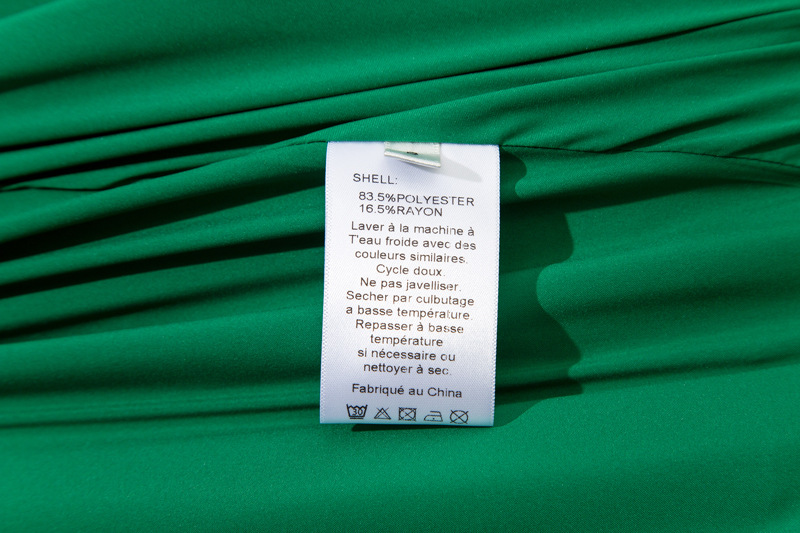 SHELL:
83.5%POLYESTER
16.5%RAYON
Laver à la machine à
T'eau froide avec des
couleurs similaires.
Cycle doux.
Ne pas javelliser.
Secher par culbutage
a basse température.
Repasser à basse
température
si nécessaire ou
nettoyer à sec.
Fabriqué au China
30